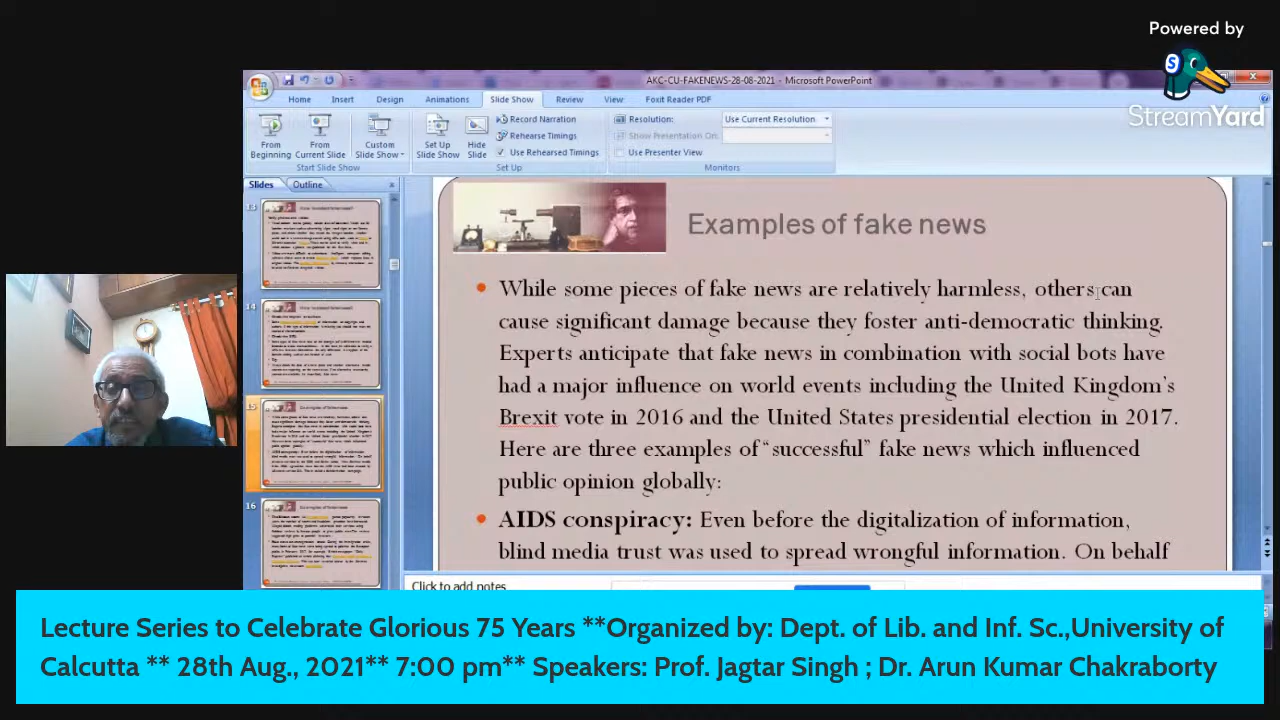 Powered by
StreamYard
AKC-CU-FAKENEWS-28-08-2021 - Microsoft PowerPoint
Home Insert Design Animations Slide Show Review View Foxit Reader PDF
From Beginning
From Current Slide
Custom Slide Show
Set Up Slide Show
Hide Slide
Record Narration
Rehearse Timings
Use Rehearsed Timings
Resolution: Use Current Resolution
Show Presentation On:
Use Presenter View
Start Slide Show
Set Up
Monitors
Slides Outline
13
14
15
16
Examples of fake news
While some pieces of fake news are relatively harmless, others can
cause significant damage because they foster anti-democratic thinking.
Experts anticipate that fake news in combination with social bots have
had a major influence on world events including the United Kingdom's
Brexit vote in 2016 and the United States presidential election in 2017.
Here are three examples of "successful" fake news which influenced
public opinion globally:
AIDS conspiracy: Even before the digitalization of information,
blind media trust was used to spread wrongful information. On behalf
Click to add notes
Lecture Series to Celebrate Glorious 75 Years **Organized by: Dept. of Lib. and Inf. Sc.,University of
Calcutta ** 28th Aug., 2021** 7:00 pm** Speakers: Prof. Jagtar Singh ; Dr. Arun Kumar Chakraborty